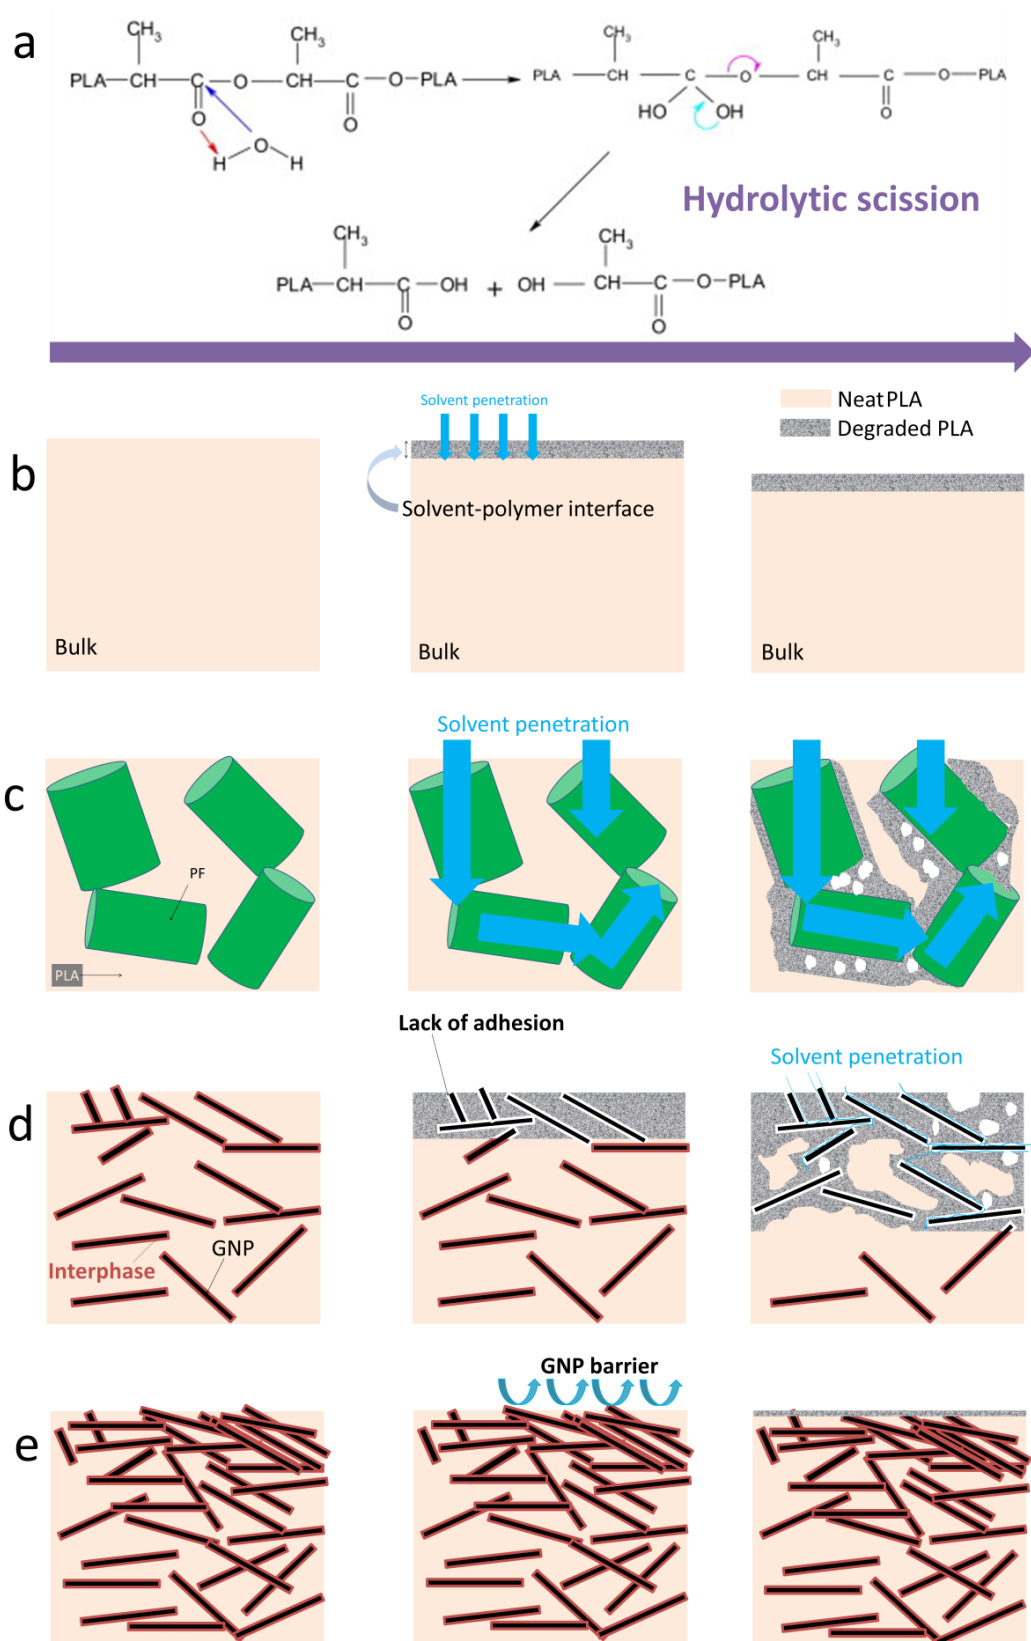 a
CH3
CH3
PLA—CH—C—O—CH—C—O—PLA
O
O
H
O
H
CH3
CH3
PLA—CH—C—O—CH—C—O—PLA
HO
OH
O
Hydrolytic scission
CH3
PLA—CH—C—OH
O
+
CH3
OH—CH—C—O—PLA
O
Neat PLA
Degraded PLA
b
Solvent penetration
Solvent-polymer interface
Bulk
Bulk
Bulk
c
Solvent penetration
PF
PLA
d
Lack of adhesion
Solvent penetration
GNP
Interphase
e
GNP barrier